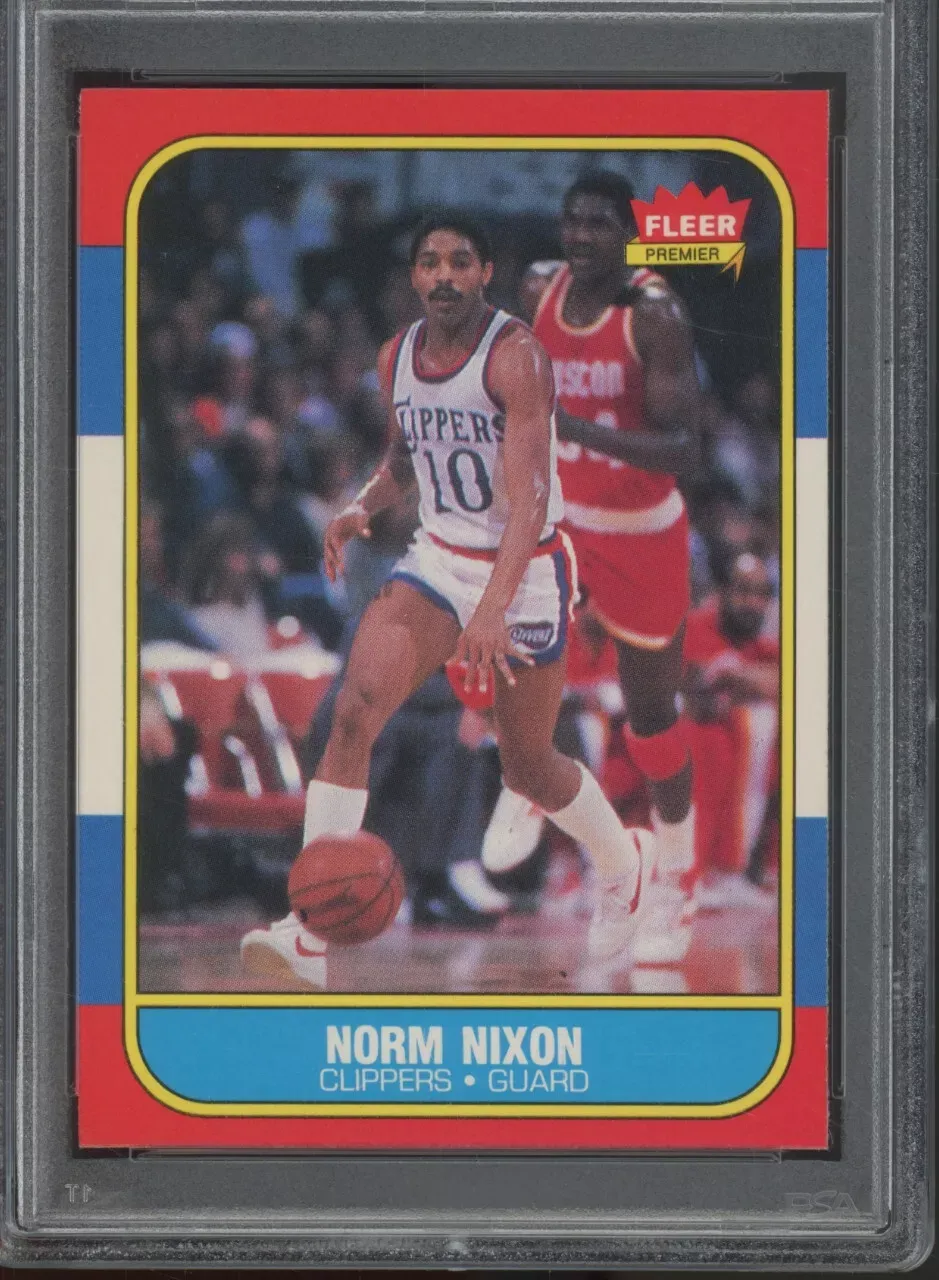 FLEER
PREMIER
CLIPPERS
10
NORM NIXON
CLIPPERS • GUARD
PSA